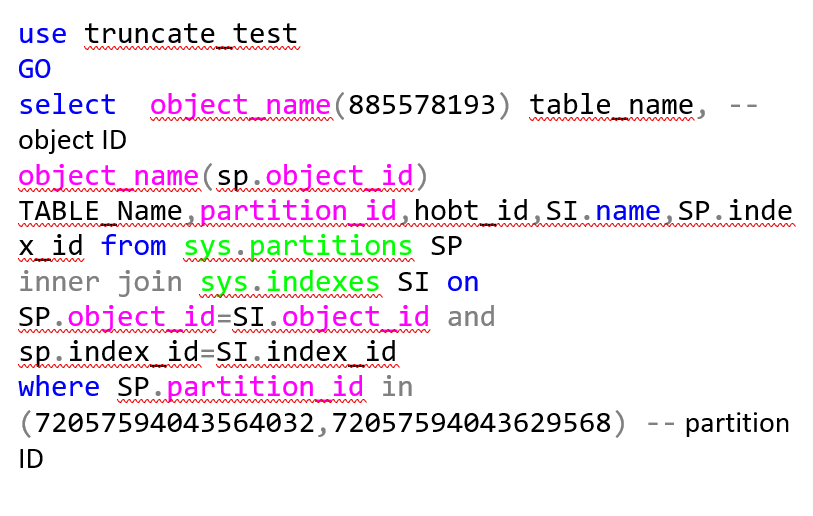 use truncate_test
GO
select  object_name(885578193) table_name, --
object ID
object_name(sp.object_id)
TABLE_Name,partition_id,hobt_id,SI.name,SP.inde
x_id from sys.partitions SP
inner join sys.indexes SI on
SP.object_id=SI.object_id and
sp.index_id=SI.index_id
where SP.partition_id in
(72057594043564032,72057594043629568) -- partition
ID